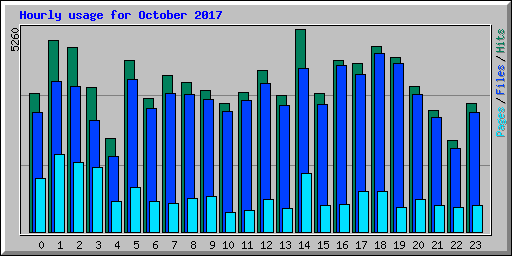 Hourly usage for October 2017
5260
Pages/Files/Hits
0 1 2 3 4 5 6 7 8 9 10 11 12 13 14 15 16 17 18 19 20 21 22 23